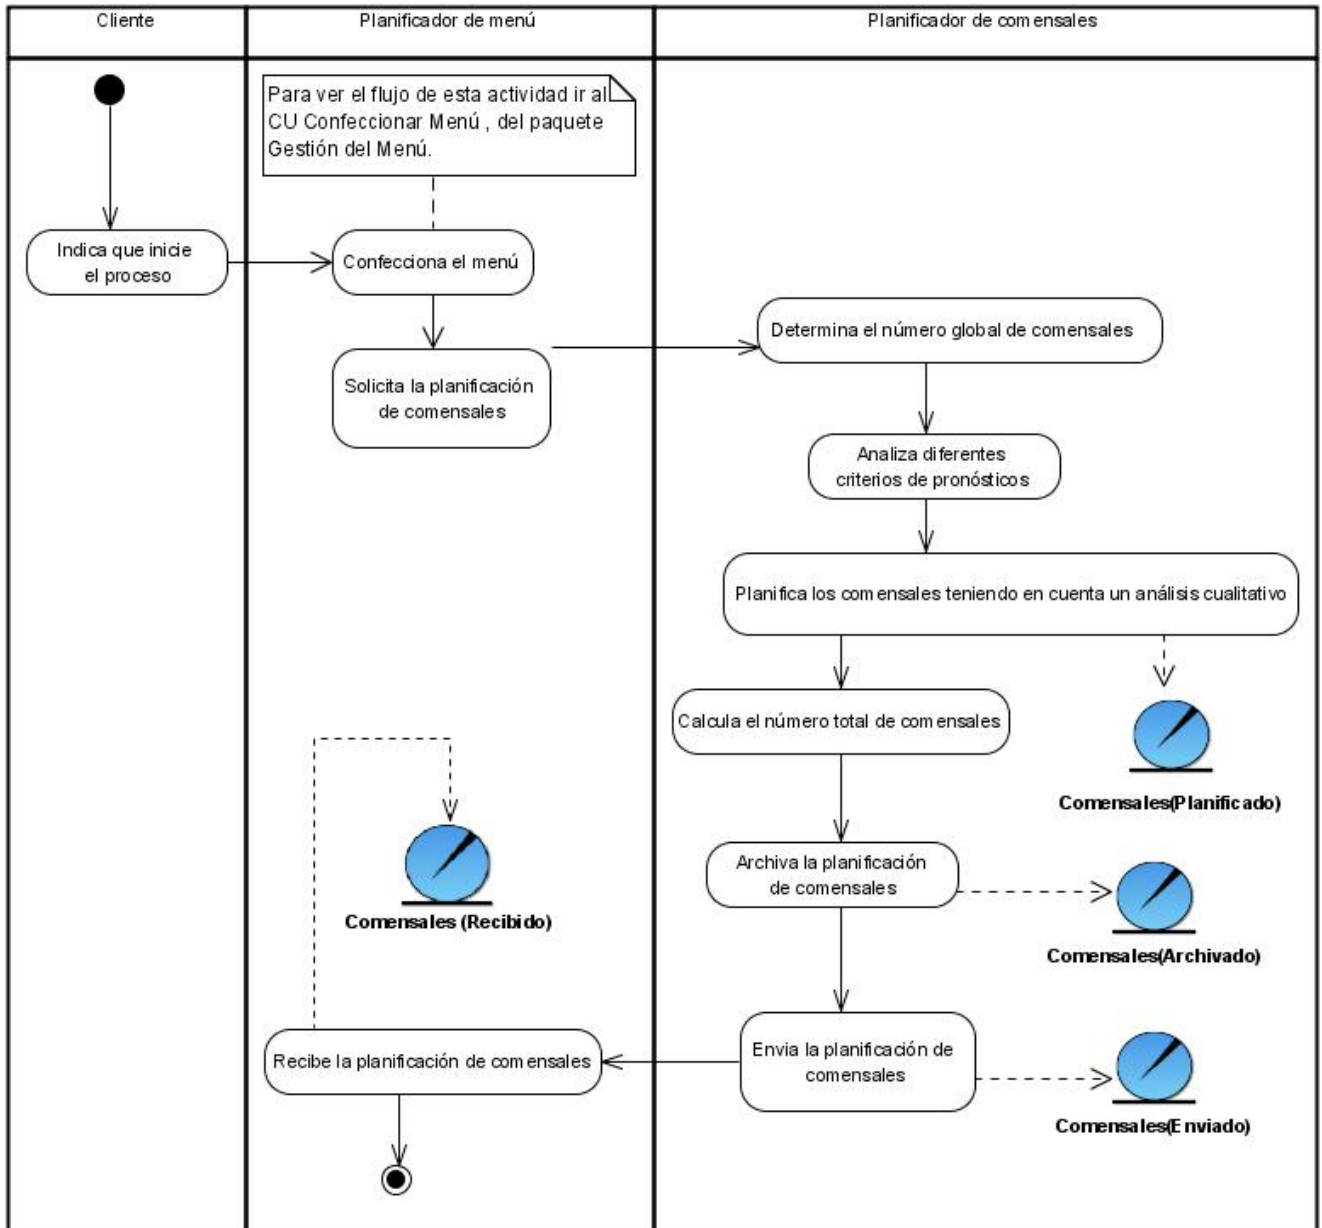 Cliente
Planificador de menú
Planificador de comensales
Para ver el flujo de esta actividad ir al
CU Confeccionar Menú , del paquete
Gestión del Menú.
Indica que inicie
el proceso
Confecciona el menú
Determina el número global de comensales
Solicita la planificación
de comensales
Analiza diferentes
criterios de pronósticos
Planifica los comensales teniendo en cuenta un análisis cualitativo
Calcula el número total de comensales
Comensales(Planificado)
Archiva la planificación
de comensales
Comensales (Recibido)
Comensales(Archivado)
Envia la planificación de
comensales
Recibe la planificación de comensales
Comensales(Enviado)